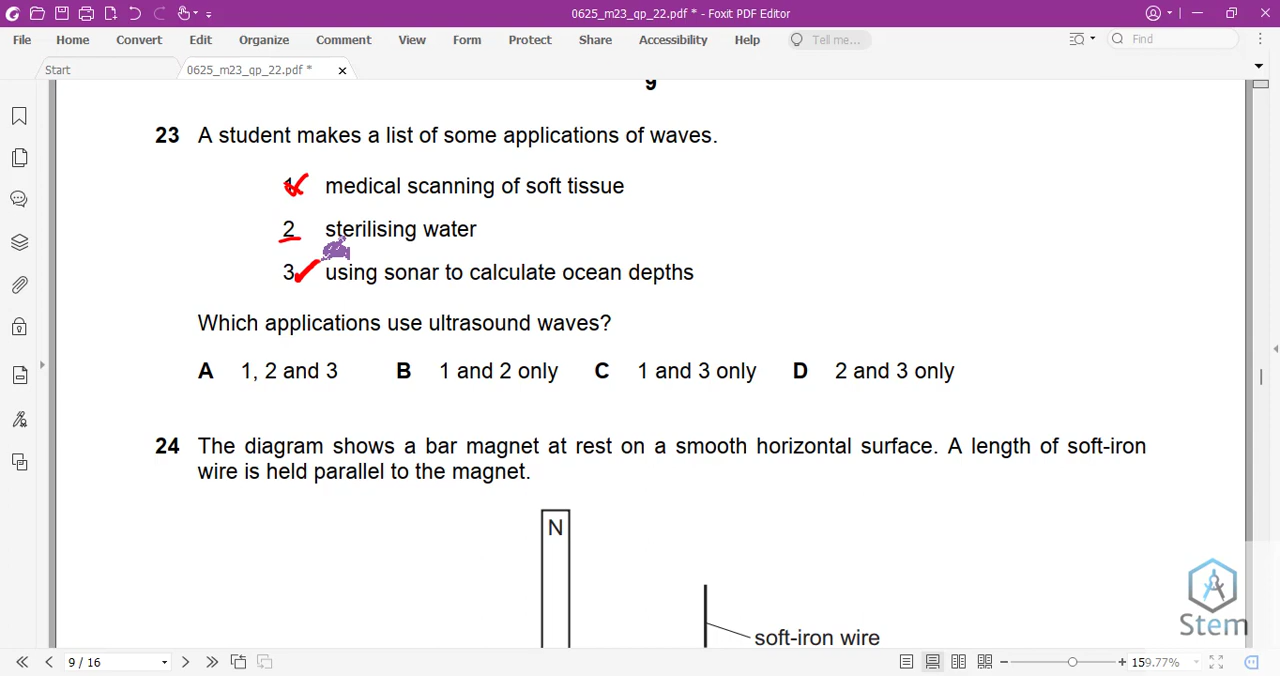 0625_m23_qp_22.pdf * - Foxit PDF Editor
File Home Convert Edit Organize Comment View Form Protect Share Accessibility Help Tell me... Find
Start 0625_m23_qp_22.pdf *
9
23 A student makes a list of some applications of waves.
1 medical scanning of soft tissue
2 sterilising water
3 using sonar to calculate ocean depths
Which applications use ultrasound waves?
A 1, 2 and 3 B 1 and 2 only C 1 and 3 only D 2 and 3 only
24 The diagram shows a bar magnet at rest on a smooth horizontal surface. A length of soft-iron
wire is held parallel to the magnet.
N
soft-iron wire
Stem
9 / 16 159.77%